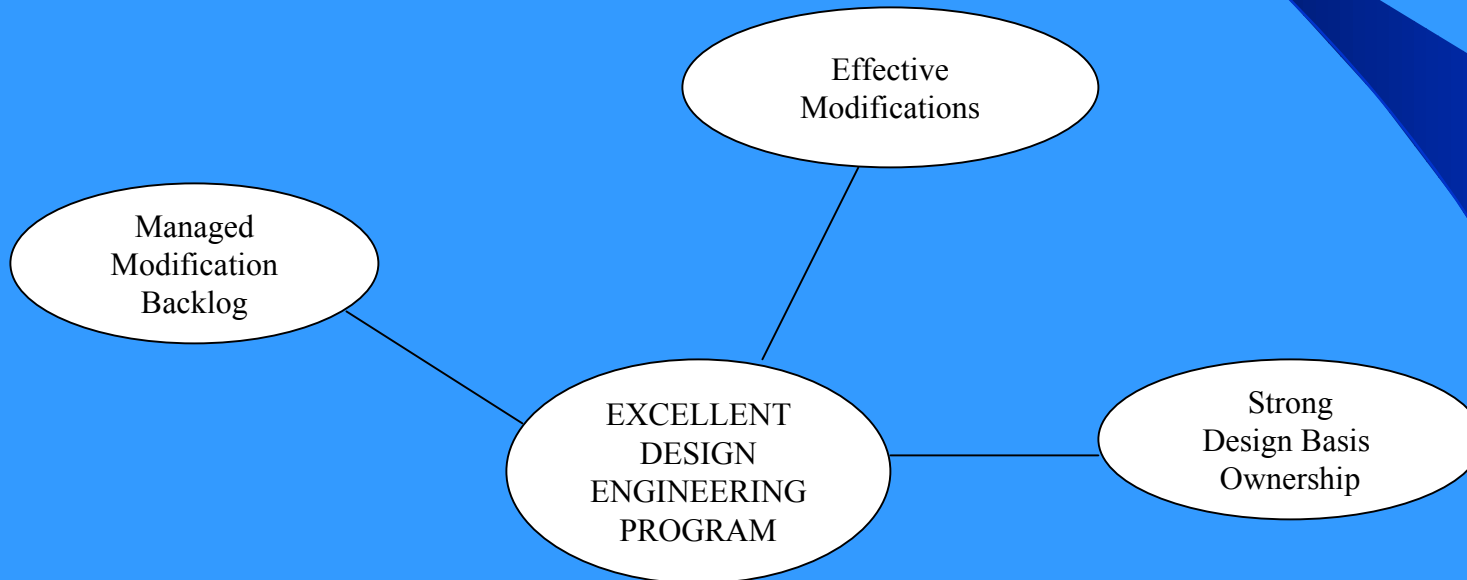 Effective
Modifications
Managed
Modification
Backlog
EXCELLENT
DESIGN
ENGINEERING
PROGRAM
Strong
Design Basis
Ownership